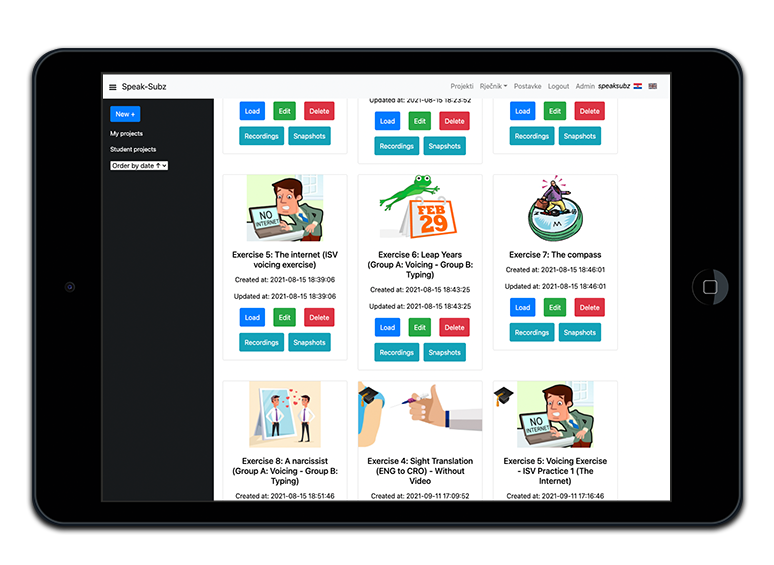 Speak-Subz
Projekti Rječnik Postavke Logout Admin speaksubz
New +
My projects
Student projects
Order by date ↑
Load Edit Delete
Recordings Snapshots
Updated at: 2021-08-15 18:23:52
Load Edit Delete
Recordings Snapshots
Load Edit Delete
Recordings Snapshots
NO
INTERNET
Exercise 5: The internet (ISV
voicing exercise)
Created at: 2021-08-15 18:39:06
Updated at: 2021-08-15 18:39:06
Load Edit Delete
Recordings Snapshots
FEB
29
Exercise 6: Leap Years
(Group A: Voicing - Group B:
Typing)
Created at: 2021-08-15 18:43:25
Updated at: 2021-08-15 18:43:25
Load Edit Delete
Recordings Snapshots
Exercise 7: The compass
Created at: 2021-08-15 18:46:01
Updated at: 2021-08-15 18:46:01
Load Edit Delete
Recordings Snapshots
Exercise 8: A narcissist
(Group A: Voicing - Group B:
Typing)
Created at: 2021-08-15 18:51:46
Exercise 4: Sight Translation
(ENG to CRO) - Without
Video
Created at: 2021-09-11 17:09:52
NO
INTERNET
Exercise 5: Voicing Exercise
- ISV Practice 1 (The
Internet)
Created at: 2021-09-11 17:16:46